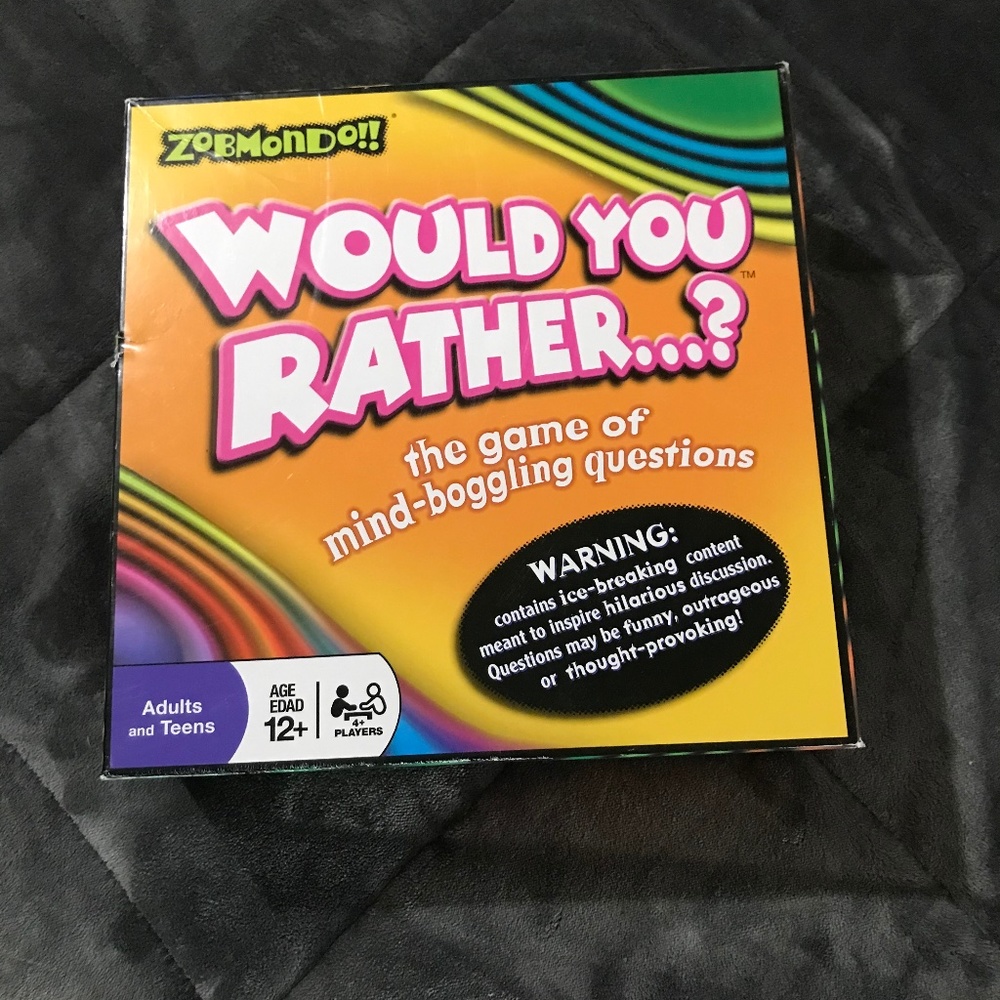 ZOBMONDO!!®
WOULD YOU
RATHER...?™
the game of
mind-boggling questions
WARNING:
contains ice-breaking content
meant to inspire hilarious discussion.
Questions may be funny, outrageous
or thought-provoking!
Adults
and Teens
AGE
EDAD
12+
4+
PLAYERS